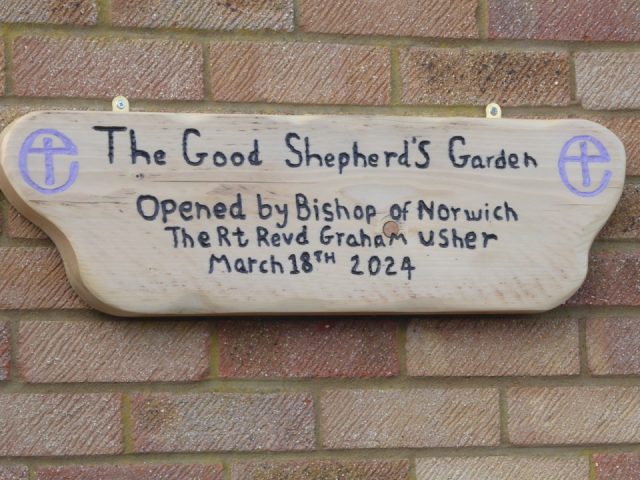 The Good Shepherd's Garden
Opened by Bishop of Norwich
The Rt Revd Graham Usher
March 18TH 2024